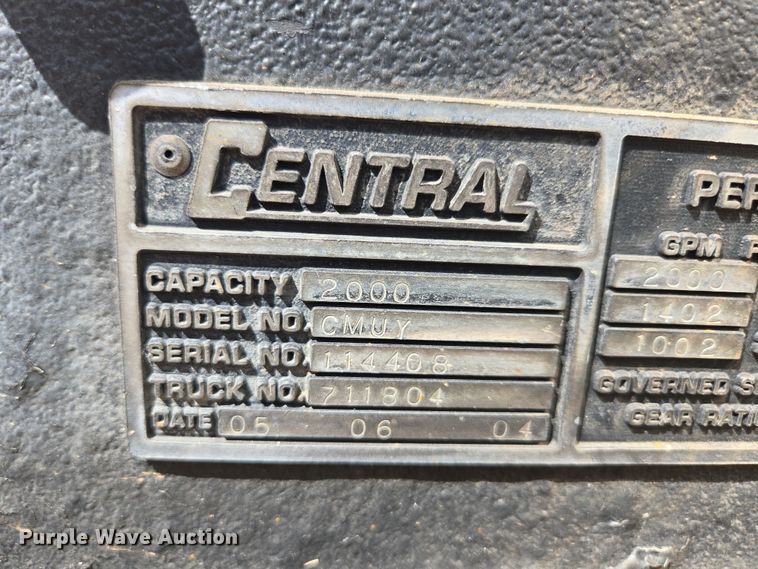 CENTRAL
CAPACITY 2000
MODEL NO. CMUY
SERIAL NO. 114408
TRUCK NO. 711804
DATE 05 06 04
PER
GPM P
2000
1402
1002
GOVERNED S
GEAR RATI
Purple Wave Auction